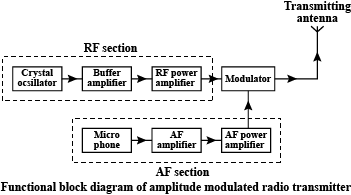 Transmitting
antenna
RF section
Crystal
ocsillator
Buffer
amplifier
RF power
amplifier
Modulator
Micro
phone
AF
amplifier
AF power
amplifier
AF section
Functional block diagram of amplitude modulated radio transmitter